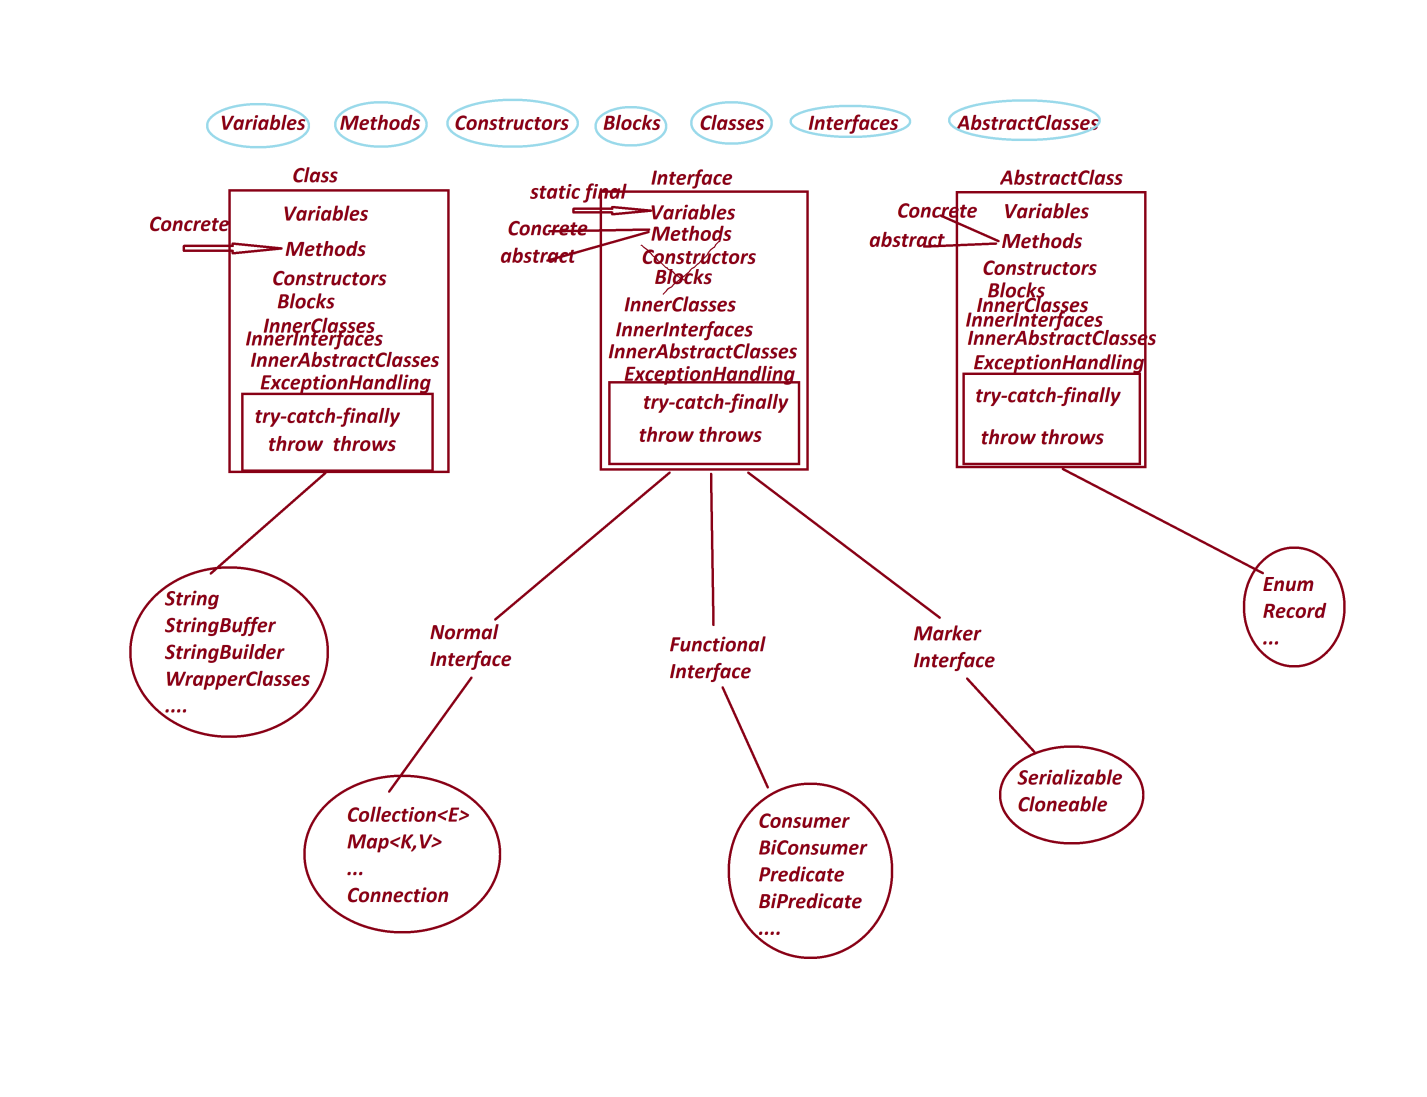 Variables Methods Constructors Blocks Classes Interfaces AbstractClasses
Class
Concrete
Variables
Methods
Constructors
Blocks
InnerClasses
InnerInterfaces
InnerAbstractClasses
ExceptionHandling
try-catch-finally
throw throws
String
StringBuffer
StringBuilder
WrapperClasses
....
Interface
static final
Concrete
abstract
Variables
Methods
Constructors
Blocks
InnerClasses
InnerInterfaces
InnerAbstractClasses
ExceptionHandling
try-catch-finally
throw throws
Normal
Interface
Collection<E>
Map<K,V>
...
Connection
Functional
Interface
Consumer
BiConsumer
Predicate
BiPredicate
....
Marker
Interface
Serializable
Cloneable
AbstractClass
Concrete
abstract
Variables
Methods
Constructors
Blocks
InnerClasses
InnerInterfaces
InnerAbstractClasses
ExceptionHandling
try-catch-finally
throw throws
Enum
Record
...